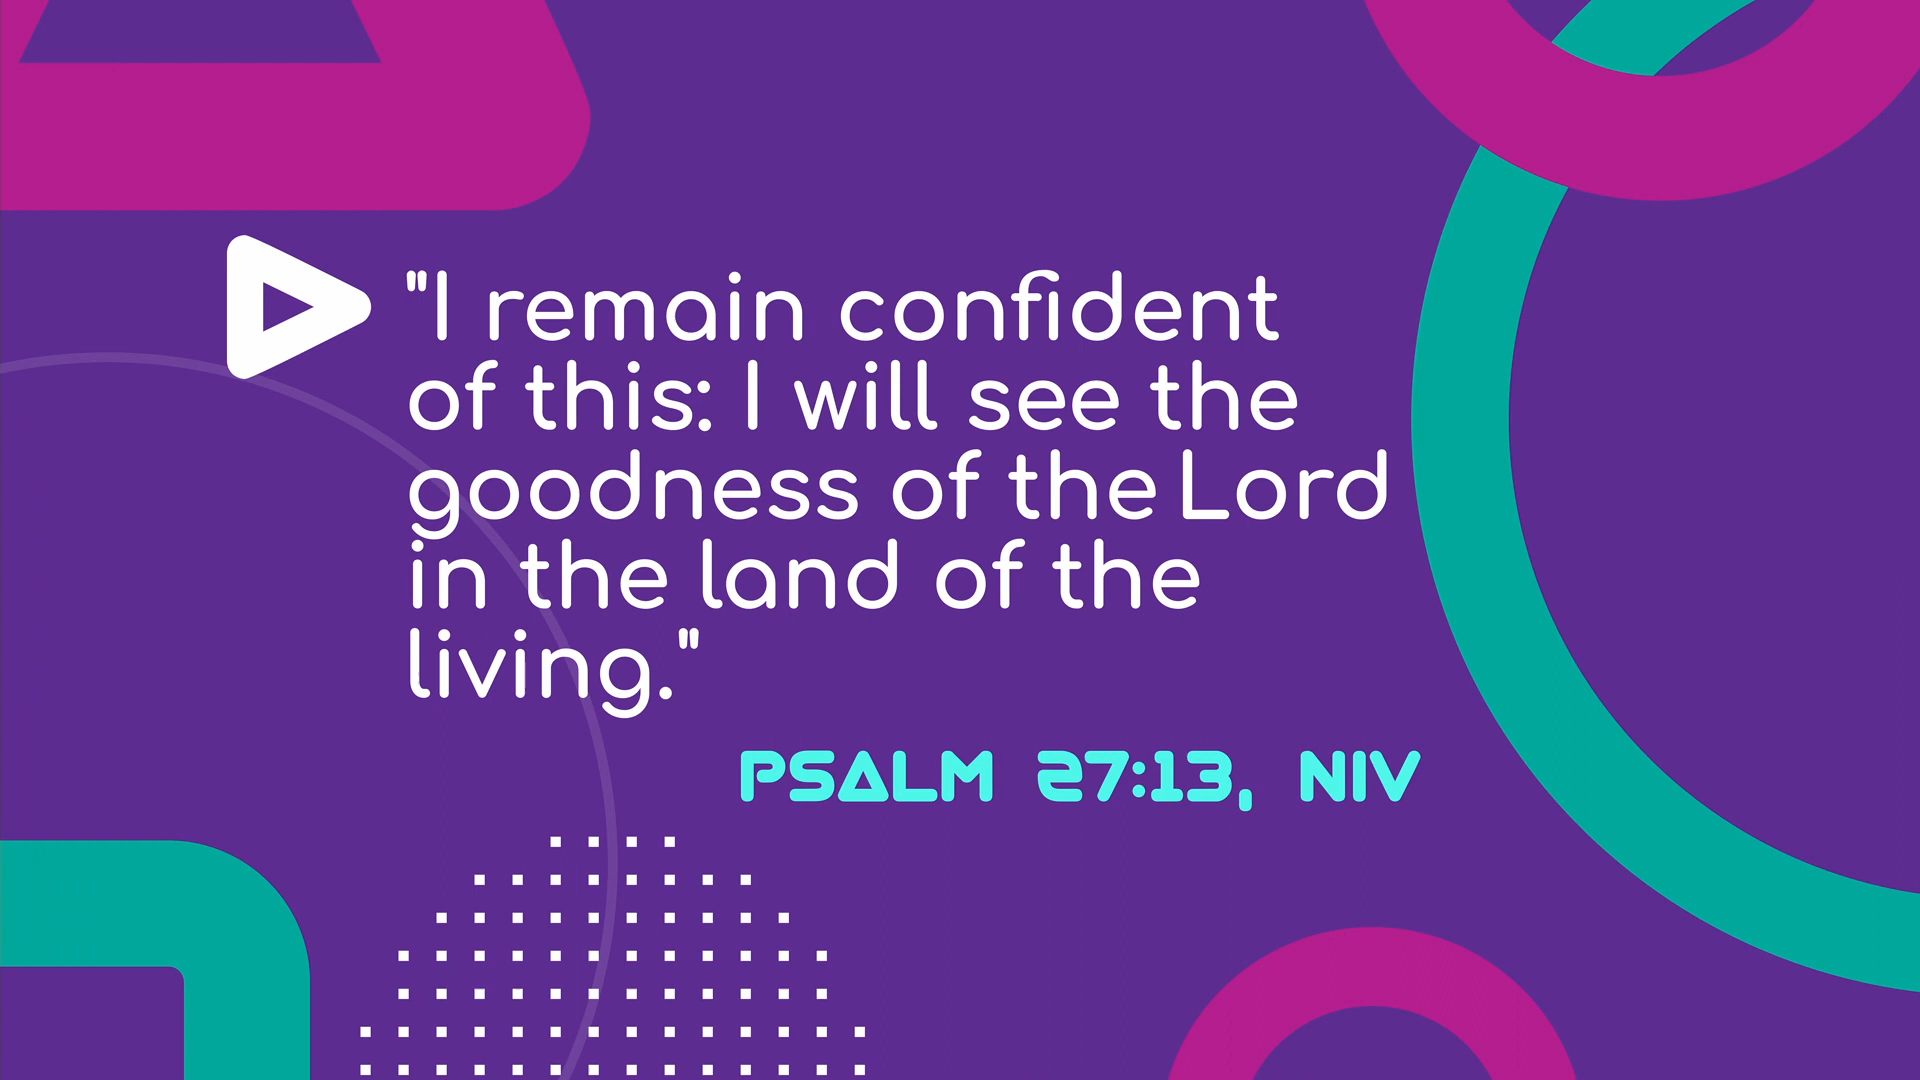 "I remain confident
of this: I will see the
goodness of the Lord
in the land of the
living."
PSALM 27:13, NIV